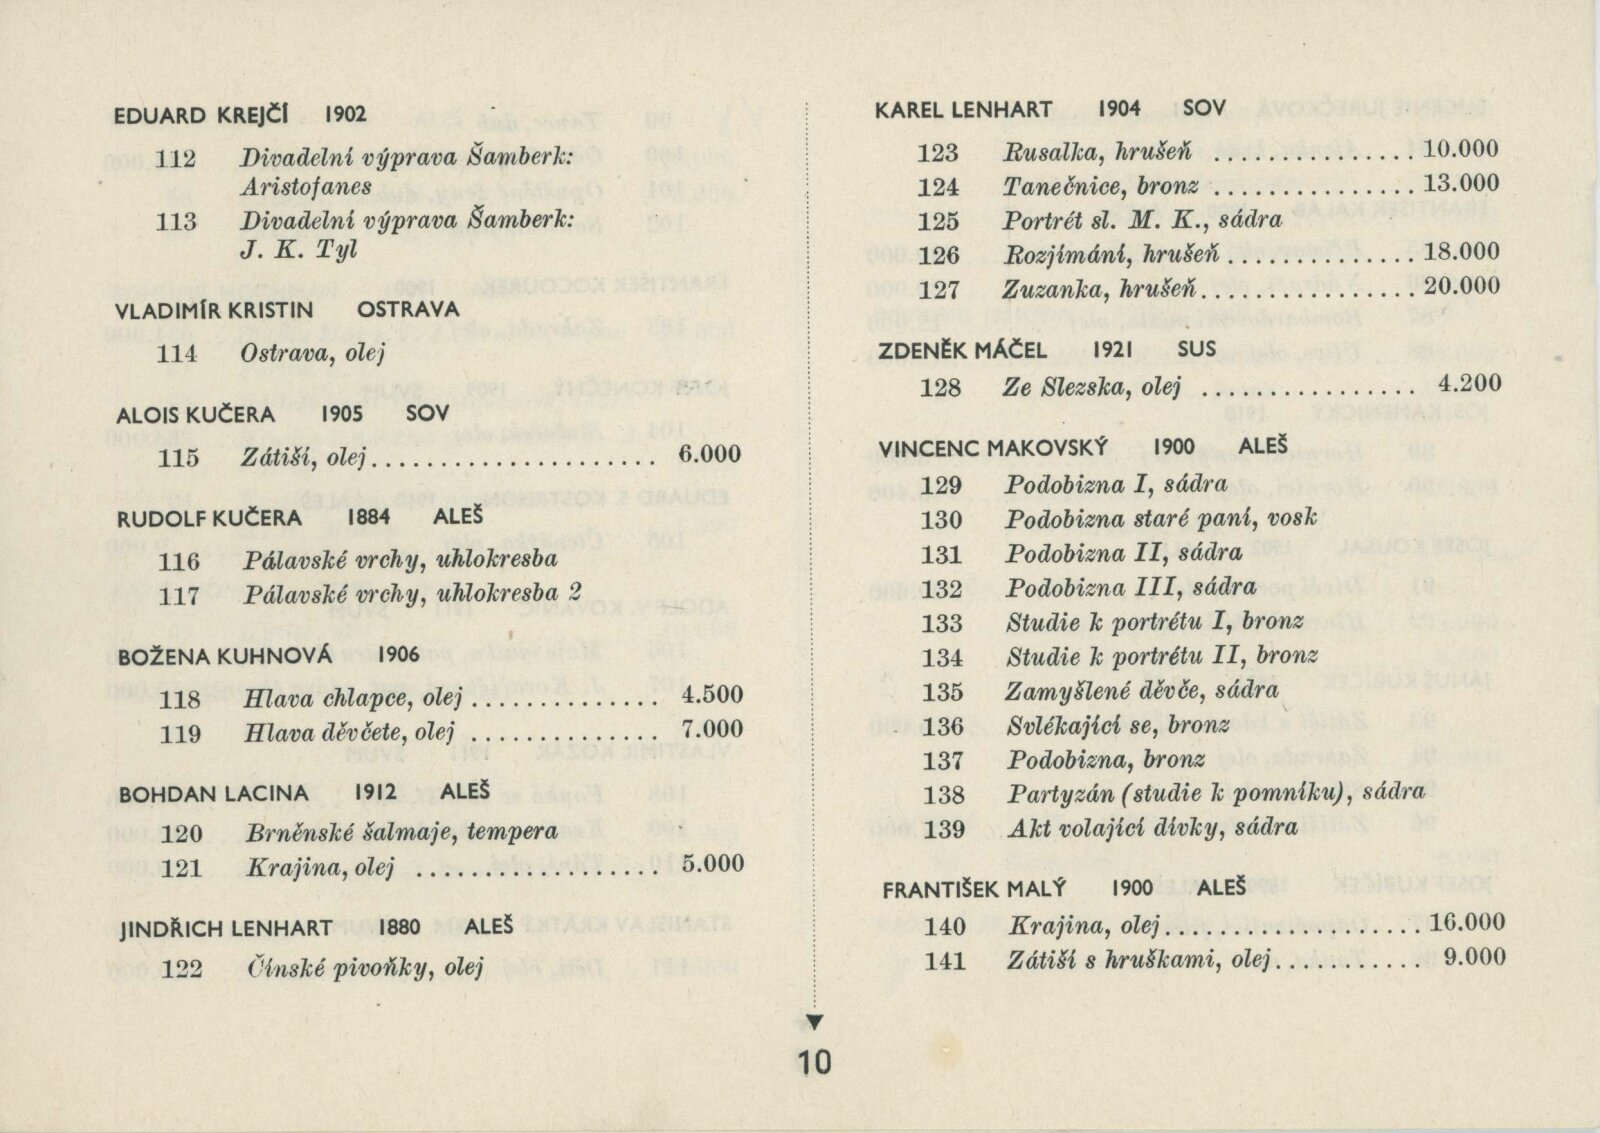 EDUARD KREJČÍ 1902
112 Divadelní výprava Šamberk:
Aristofanes
113 Divadelní výprava Šamberk:
J. K. Tyl
VLADIMÍR KRISTIN OSTRAVA
114 Ostrava, olej
ALOIS KUČERA 1905 SOV
115 Zátiší, olej ..................... 6.000
RUDOLF KUČERA 1884 ALEŠ
116 Pálavské vrchy, uhlokresba
117 Pálavské vrchy, uhlokresba 2
BOŽENA KUHNOVÁ 1906
118 Hlava chlapce, olej .............. 4.500
119 Hlava děvčete, olej .............. 7.000
BOHDAN LACINA 1912 ALEŠ
120 Brněnské šalmaje, tempera
121 Krajina, olej .................. 5.000
JINDŘICH LENHART 1880 ALEŠ
122 Čínské pivoňky, olej
KAREL LENHART 1904 SOV
123 Rusalka, hrušeň ............... 10.000
124 Tanečnice, bronz ............... 13.000
125 Portrét sl. M. K., sádra
126 Rozjímání, hrušeň .............. 18.000
127 Zuzanka, hrušeň ................ 20.000
ZDENĚK MÁČEL 1921 SUS
128 Ze Slezska, olej ................ 4.200
VINCENC MAKOVSKÝ 1900 ALEŠ
129 Podobizna I, sádra
130 Podobizna staré paní, vosk
131 Podobizna II, sádra
132 Podobizna III, sádra
133 Studie k portrétu I, bronz
134 Studie k portrétu II, bronz
135 Zamyšlené děvče, sádra
136 Svlékající se, bronz
137 Podobizna, bronz
138 Partyzán (studie k pomníku), sádra
139 Akt volající dívky, sádra
FRANTIŠEK MALÝ 1900 ALEŠ
140 Krajina, olej ................... 16.000
141 Zátiší s hruškami, olej ........... 9.000
10